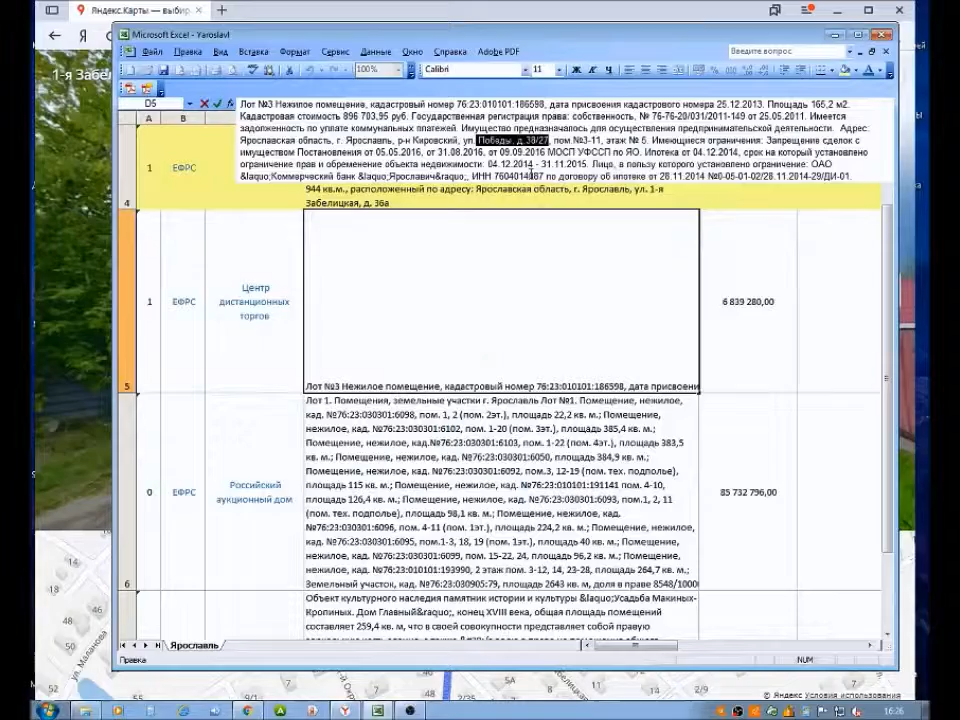 Яндекс.Карты — выбир
1-я Забел
Microsoft Excel - Yaroslavl
Файл Правка Вид Вставка Формат Сервис Данные Окно Справка Adobe PDF
Введите вопрос
100%
Calibri
11
Ж К Ч
D5
Лот №3 Нежилое помещение, кадастровый номер 76:23:010101:186598, дата присвоения кадастрового номера 25.12.2013. Площадь 165,2 м2.
Кадастровая стоимость 896 703,95 руб. Государственная регистрация права: собственность, № 76-76-20/031/2011-149 от 25.05.2011. Имеется
задолженность по уплате коммунальных платежей. Имущество предназначалось для осуществления предпринимательской деятельности. Адрес:
Ярославская область, г. Ярославль, р-н Кировский, ул. Победы, д.38/27, пом.№3-11, этаж № 6. Имеющиеся ограничения: Запрещение сделок с
имуществом Постановления от 05.05.2016, от 31.08.2016, от 09.09.2016 МОСП УФССП по ЯО. Ипотека от 04.12.2014, срок на который установлено
ограничение прав и обременение объекта недвижимости: 04.12.2014 - 31.11.2015. Лицо, в пользу которого установлено ограничение: ОАО
&laquo;Коммерческий банк &laquo;Ярославич&raquo;, ИНН 7604014087 по договору об ипотеке от 28.11.2014 №0-05-01-02/28.11.2014-29/ДИ-01.
A B
1 ЕФРС
944 кв.м., расположенный по адресу: Ярославская область, г. Ярославль, ул. 1-я
Забелицкая, д. 36а
4
1 ЕФРС
Центр
дистанционных
торгов
6 839 280,00
Лот №3 Нежилое помещение, кадастровый номер 76:23:010101:186598, дата присвоени
5
Лот 1. Помещения, земельные участки г. Ярославль Лот №1. Помещение, нежилое,
кад. №76:23:030301:6098, пом. 1, 2 (пом. 2эт.), площадь 22,2 кв. м.; Помещение,
нежилое, кад. №76:23:030301:6102, пом. 1-20 (пом. 3эт.), площадь 385,4 кв. м.;
Помещение, нежилое, кад.№76:23:030301:6103, пом. 1-22 (пом. 4эт.), площадь 383,5
кв. м.; Помещение, нежилое, кад. №76:23:030301:6050, площадь 384,9 кв. м.;
Помещение, нежилое, кад. №76:23:030301:6092, пом.3, 12-19 (пом. тех. подполье),
площадь 115 кв. м.; Помещение, нежилое, кад. №76:23:010101:191141 пом. 4-10,
площадь 126,4 кв. м.; Помещение, нежилое, кад. №76:23:030301:6093, пом.1, 2, 11
(пом. тех. подполье), площадь 98,1 кв. м.; Помещение, нежилое, кад.
№76:23:030301:6096, пом. 4-11 (пом. 1эт.), площадь 224,2 кв. м.; Помещение, нежилое,
кад. №76:23:030301:6095, пом.1-3, 18, 19 (пом. 1эт.), площадь 40 кв. м.; Помещение,
нежилое, кад. №76:23:030301:6099, пом. 15-22, 24, площадь 96,2 кв. м.; Помещение,
нежилое, кад. №76:23:010101:193990, 2 этаж пом. 3-12, 14, 23-28, площадь 264,7 кв. м.;
Земельный участок, кад. №76:23:030905:79, площадь 2643 кв. м, доля в праве 8548/1000
0 ЕФРС
Российский
аукционный дом
85 732 796,00
6
Объект культурного наследия памятник истории и культуры &laquo;Усадьба Макиных-
Кропиных. Дом Главный&raquo;, конец XVIII века, общая площадь помещений
составляет 259,4 кв. м, что в своей совокупности представляет собой правую
Ярославль
Правка
NUM
14
18
68
50
52
53
ул. Маланова
55
2/35
5А
2/9
16
12
4
6
© Яндекс Условия использования
16:26